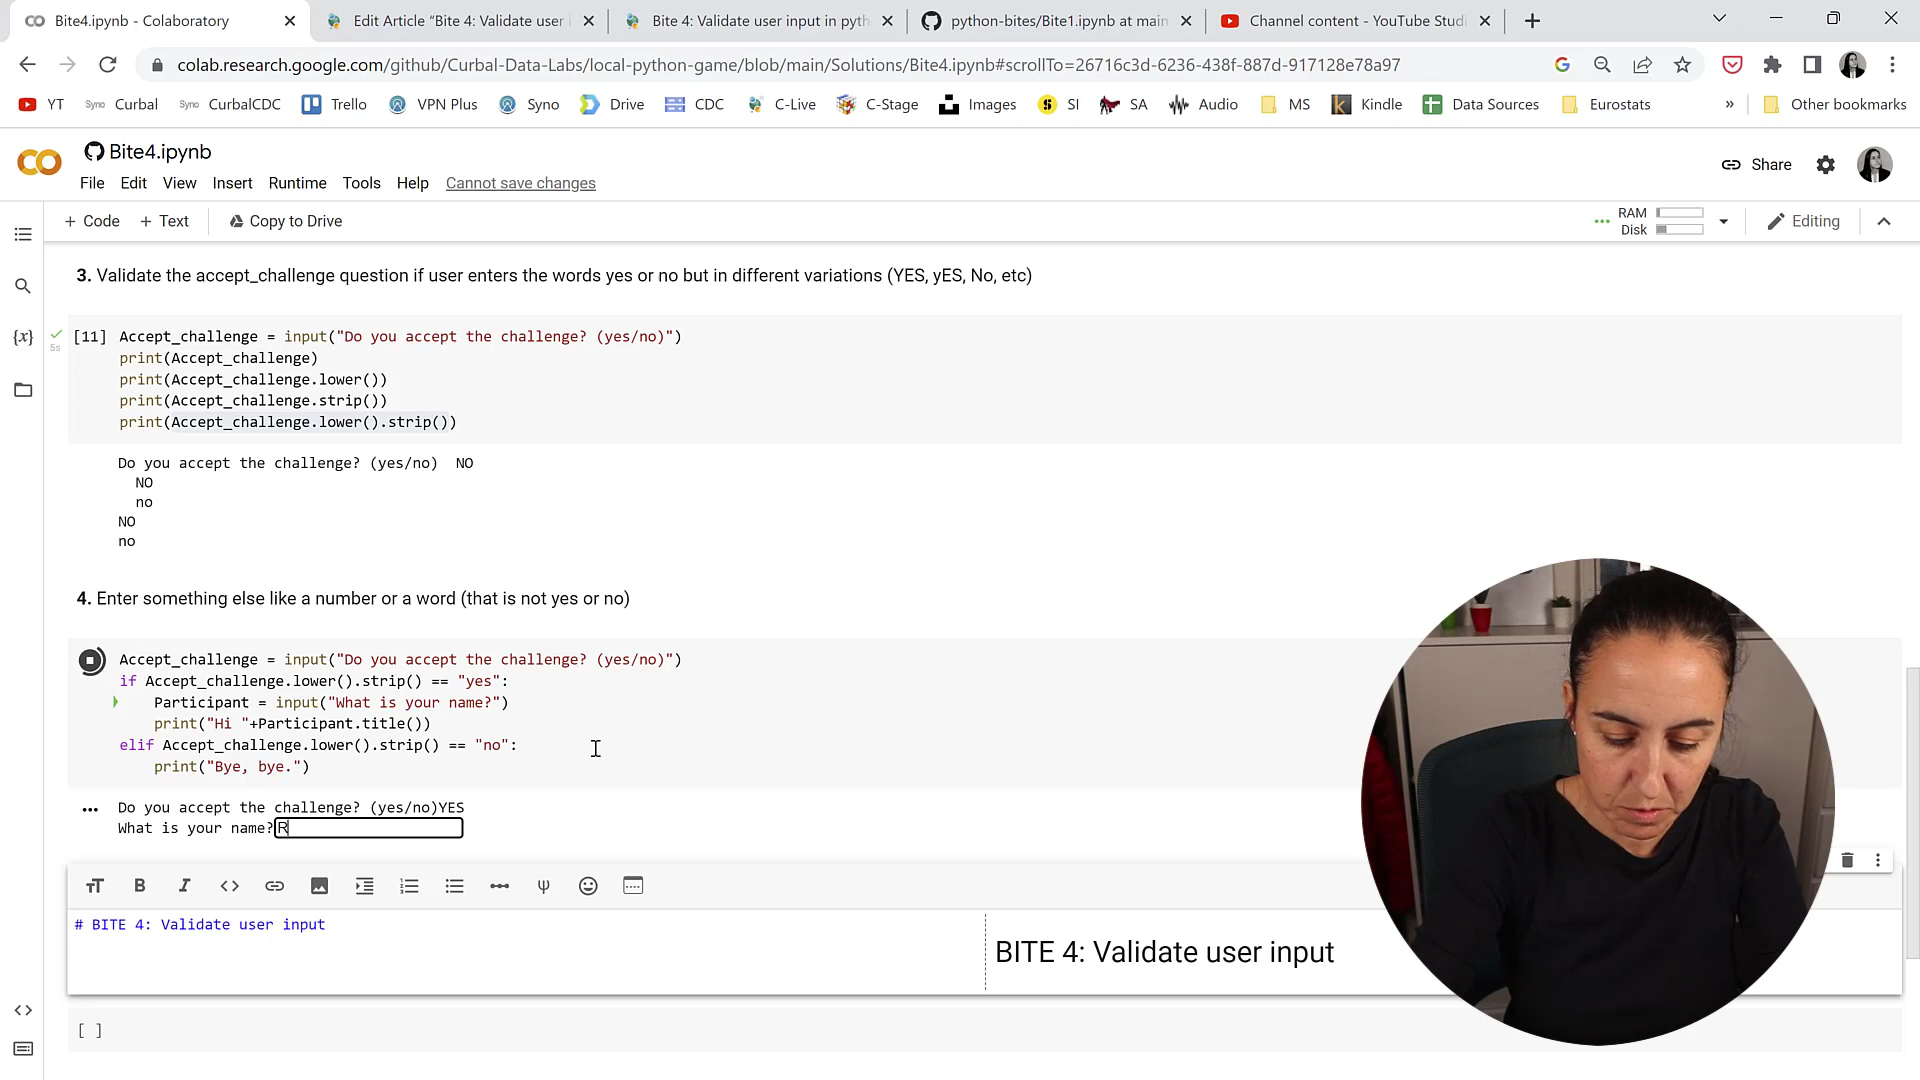 Bite4.ipynb - Colaboratory
Edit Article “Bite 4: Validate user i
Bite 4: Validate user input in pyth
python-bites/Bite1.ipynb at main
Channel content - YouTube Studi
colab.research.google.com/github/Curbal-Data-Labs/local-python-game/blob/main/Solutions/Bite4.ipynb#scrollTo=26716c3d-6236-438f-887d-917128e78a97
YT
Syno Curbal
Syno CurbalCDC
Trello
VPN Plus
Syno
Drive
CDC
C-Live
C-Stage
Images
SI
SA
Audio
MS
Kindle
Data Sources
Eurostats
»
Other bookmarks
Bite4.ipynb
Share
File Edit View Insert Runtime Tools Help Cannot save changes
+ Code + Text Copy to Drive
RAM
Disk
Editing
3. Validate the accept_challenge question if user enters the words yes or no but in different variations (YES, yES, No, etc)
[11] Accept_challenge = input("Do you accept the challenge? (yes/no)")
5s
print(Accept_challenge)
print(Accept_challenge.lower())
print(Accept_challenge.strip())
print(Accept_challenge.lower().strip())
Do you accept the challenge? (yes/no)  NO
  NO
  no
NO
no
4. Enter something else like a number or a word (that is not yes or no)
Accept_challenge = input("Do you accept the challenge? (yes/no)")
if Accept_challenge.lower().strip() == "yes":
    Participant = input("What is your name?")
    print("Hi "+Participant.title())
elif Accept_challenge.lower().strip() == "no":
    print("Bye, bye.")
Do you accept the challenge? (yes/no)YES
What is your name?R
# BITE 4: Validate user input
BITE 4: Validate user input
[ ]